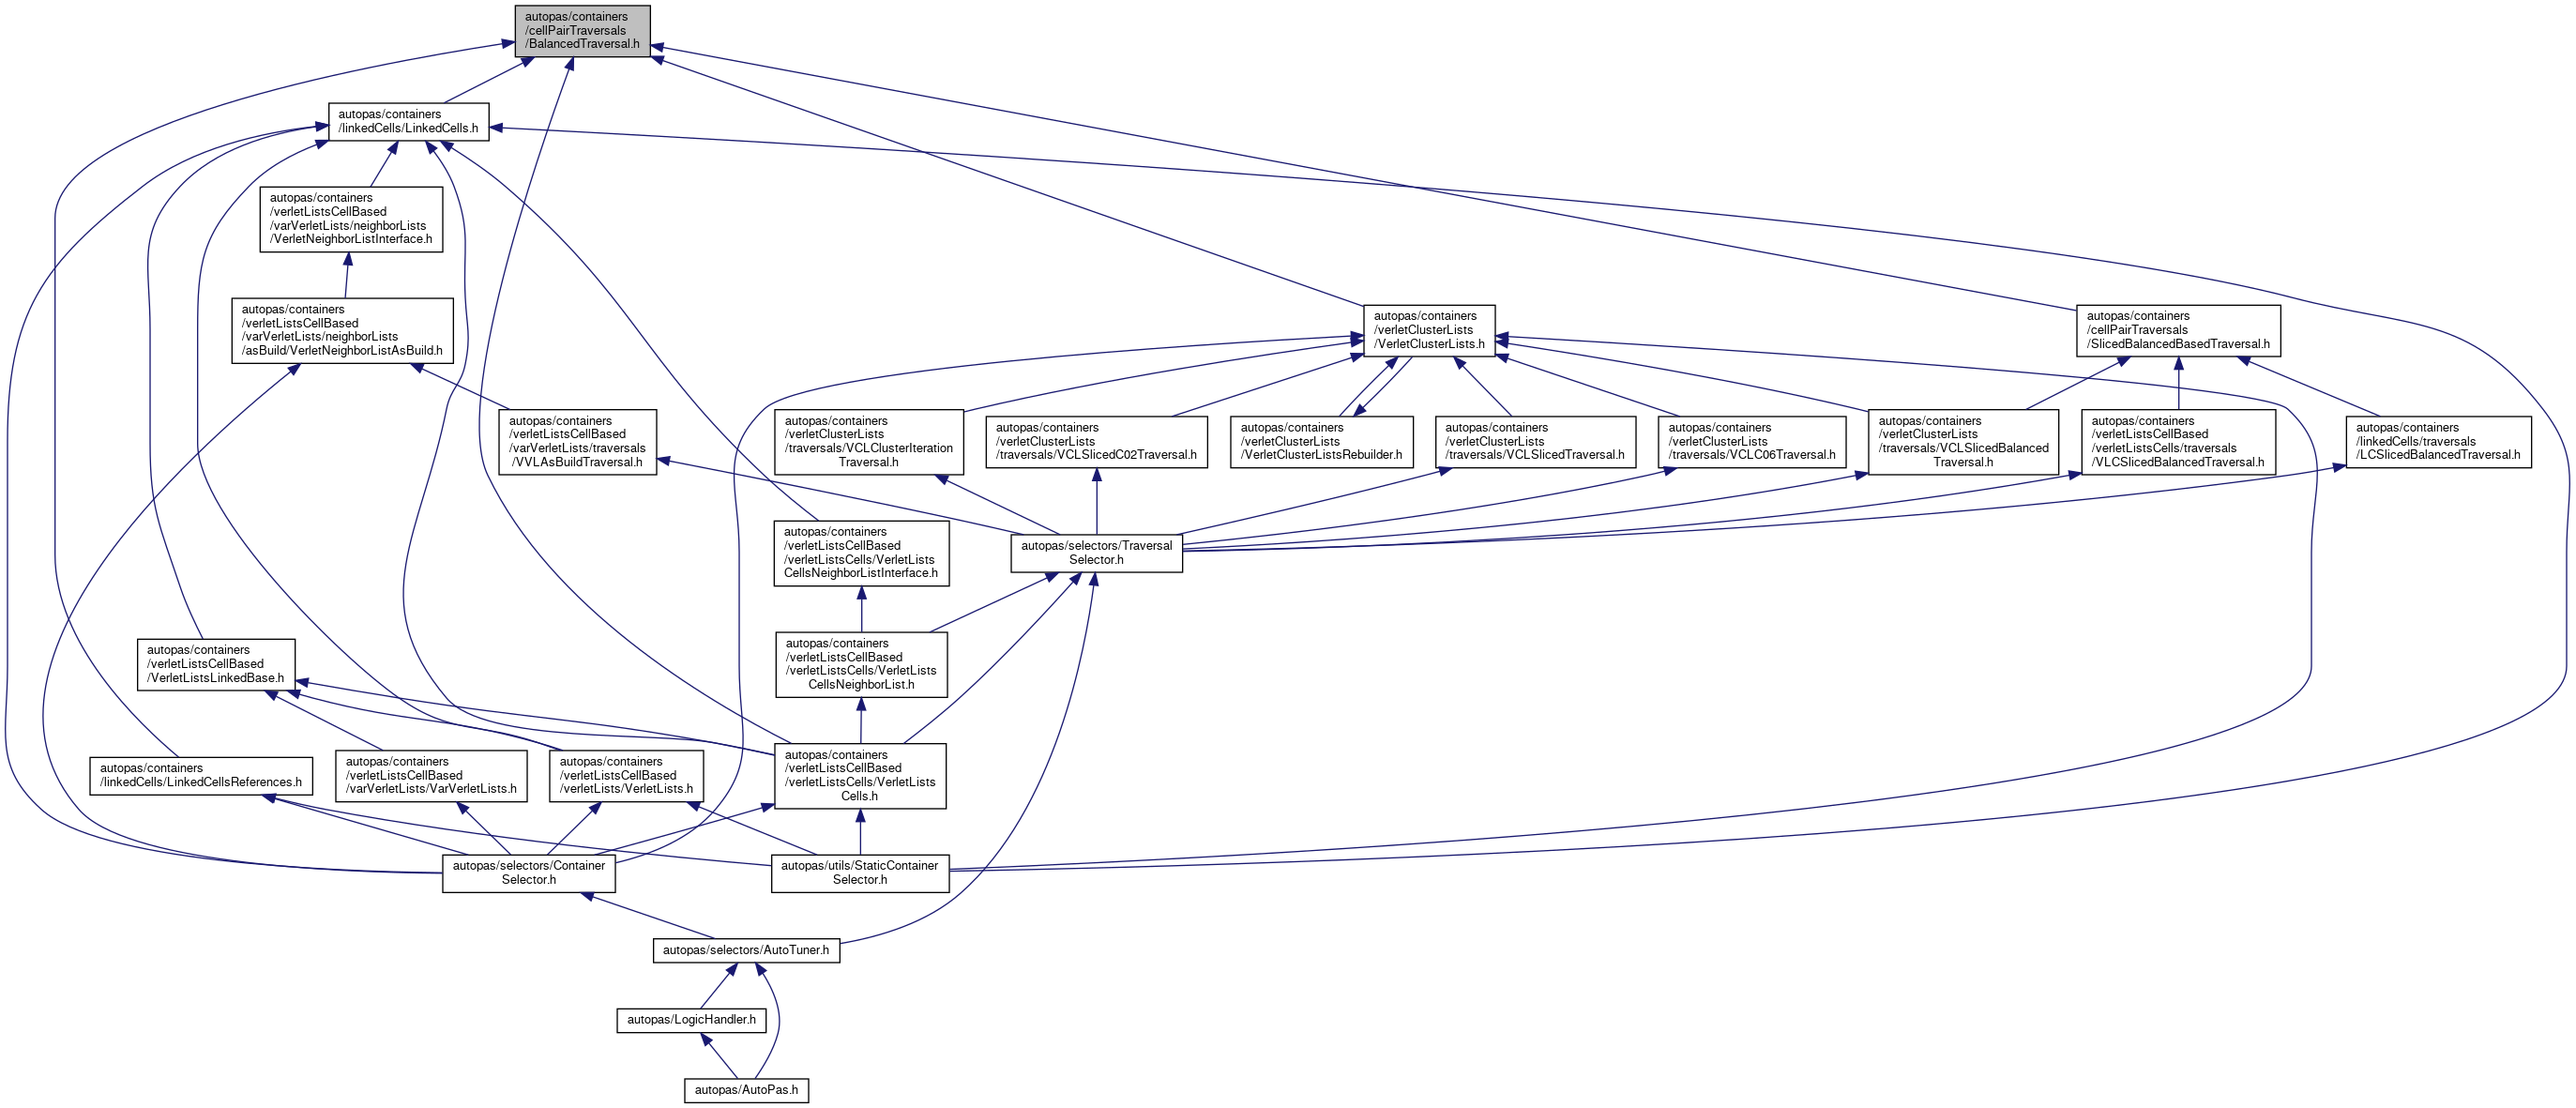 autopas/containers
/cellPairTraversals
/BalancedTraversal.h
autopas/containers
/linkedCells/LinkedCells.h
autopas/containers
/verletListsCellBased
/varVerletLists/neighborLists
/VerletNeighborListInterface.h
autopas/containers
/verletListsCellBased
/varVerletLists/neighborLists
/asBuild/VerletNeighborListAsBuild.h
autopas/containers
/verletClusterLists
/VerletClusterLists.h
autopas/containers
/cellPairTraversals
/SlicedBalancedBasedTraversal.h
autopas/containers
/verletListsCellBased
/varVerletLists/traversals
/VVLAsBuildTraversal.h
autopas/containers
/verletClusterLists
/traversals/VCLClusterIteration
Traversal.h
autopas/containers
/verletClusterLists
/traversals/VCLSlicedC02Traversal.h
autopas/containers
/verletClusterLists
/VerletClusterListsRebuilder.h
autopas/containers
/verletClusterLists
/traversals/VCLSlicedTraversal.h
autopas/containers
/verletClusterLists
/traversals/VCLC06Traversal.h
autopas/containers
/verletClusterLists
/traversals/VCLSlicedBalanced
Traversal.h
autopas/containers
/verletListsCellBased
/verletListsCells/traversals
/VLCSlicedBalancedTraversal.h
autopas/containers
/linkedCells/traversals
/LCSlicedBalancedTraversal.h
autopas/containers
/verletListsCellBased
/verletListsCells/VerletLists
CellsNeighborListInterface.h
autopas/selectors/Traversal
Selector.h
autopas/containers
/verletListsCellBased
/VerletListsLinkedBase.h
autopas/containers
/verletListsCellBased
/verletListsCells/VerletLists
CellsNeighborList.h
autopas/containers
/linkedCells/LinkedCellsReferences.h
autopas/containers
/verletListsCellBased
/varVerletLists/VarVerletLists.h
autopas/containers
/verletListsCellBased
/verletLists/VerletLists.h
autopas/containers
/verletListsCellBased
/verletListsCells/VerletLists
Cells.h
autopas/selectors/Container
Selector.h
autopas/utils/StaticContainer
Selector.h
autopas/selectors/AutoTuner.h
autopas/LogicHandler.h
autopas/AutoPas.h